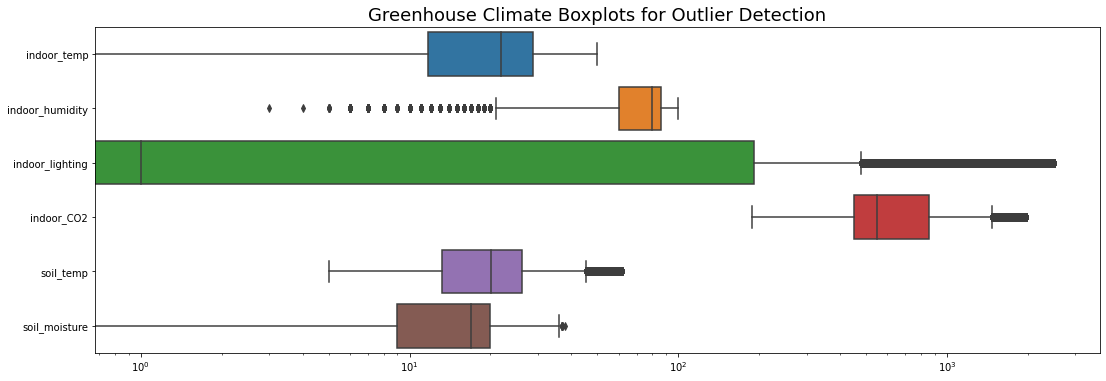 Greenhouse Climate Boxplots for Outlier Detection
indoor_temp
indoor_humidity
indoor_lighting
indoor_CO2
soil_temp
soil_moisture
10⁰ 10¹ 10² 10³